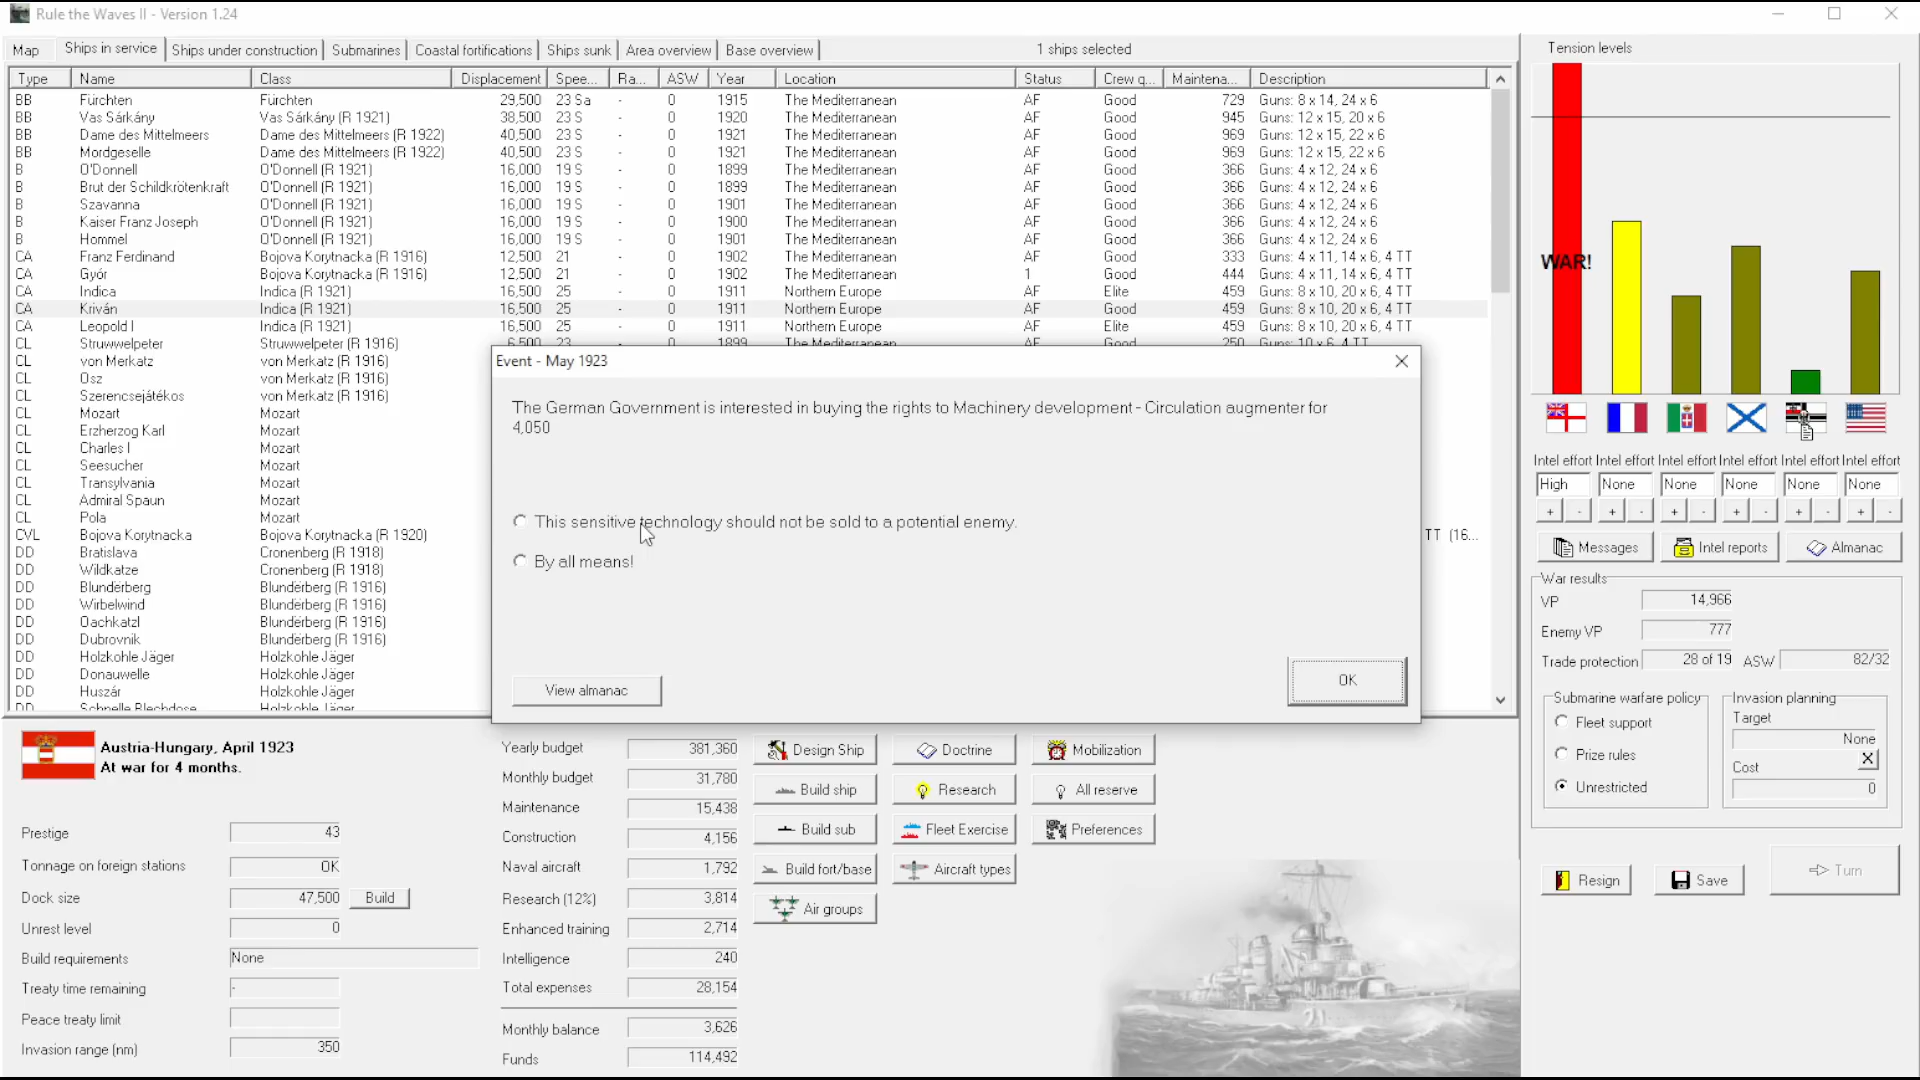 Rule the Waves II - Version 1.24
Map Ships in service Ships under construction Submarines Coastal fortifications Ships sunk Area overview Base overview 1 ships selected
Type Name Class Displacement Spee... Ra... ASW Year Location Status Crew q... Maintena... Description
BB Fürchten Fürchten 29,500 23 Sa - 0 1915 The Mediterranean AF Good 729 Guns: 8 x 14, 24 x 6
BB Vas Sárkány Vas Sárkány (R 1921) 38,500 23 S - 0 1920 The Mediterranean AF Good 945 Guns: 12 x 15, 20 x 6
BB Dame des Mittelmeers Dame des Mittelmeers (R 1922) 40,500 23 S - 0 1921 The Mediterranean AF Good 969 Guns: 12 x 15, 22 x 6
BB Mordgeselle Dame des Mittelmeers (R 1922) 40,500 23 S - 0 1921 The Mediterranean AF Good 969 Guns: 12 x 15, 22 x 6
B O'Donnell O'Donnell (R 1921) 16,000 19 S - 0 1899 The Mediterranean AF Good 366 Guns: 4 x 12, 24 x 6
B Brut der Schildkrötenkraft O'Donnell (R 1921) 16,000 19 S - 0 1899 The Mediterranean AF Good 366 Guns: 4 x 12, 24 x 6
B Szavanna O'Donnell (R 1921) 16,000 19 S - 0 1901 The Mediterranean AF Good 366 Guns: 4 x 12, 24 x 6
B Kaiser Franz Joseph O'Donnell (R 1921) 16,000 19 S - 0 1900 The Mediterranean AF Good 366 Guns: 4 x 12, 24 x 6
B Hommel O'Donnell (R 1921) 16,000 19 S - 0 1901 The Mediterranean AF Good 366 Guns: 4 x 12, 24 x 6
CA Franz Ferdinand Bojova Korytnacka (R 1916) 12,500 21 - 0 1902 The Mediterranean AF Good 333 Guns: 4 x 11, 14 x 6, 4 TT
CA Györ Bojova Korytnacka (R 1916) 12,500 21 - 0 1902 The Mediterranean 1 Good 444 Guns: 4 x 11, 14 x 6, 4 TT
CA Indica Indica (R 1921) 16,500 25 - 0 1911 Northern Europe AF Elite 459 Guns: 8 x 10, 20 x 6, 4 TT
CA Kriván Indica (R 1921) 16,500 25 - 0 1911 Northern Europe AF Good 459 Guns: 8 x 10, 20 x 6, 4 TT
CA Leopold I Indica (R 1921) 16,500 25 - 0 1911 Northern Europe AF Elite 459 Guns: 8 x 10, 20 x 6, 4 TT
CL Struwwelpeter Struwwelpeter (R 1916) 6,500 23 - 0 1899 The Mediterranean AF Good 250 Guns: 10 x 6, 4 TT
CL von Merkatz von Merkatz (R 1916)
CL Osz von Merkatz (R 1916)
CL Szerencsejátékos von Merkatz (R 1916)
CL Mozart Mozart
CL Erzherzog Karl Mozart
CL Charles I Mozart
CL Seesucher Mozart
CL Transylvania Mozart
CL Admiral Spaun Mozart
CL Pola Mozart
CVL Bojova Korytnacka Bojova Korytnacka (R 1920) TT (16...
DD Bratislava Cronenberg (R 1918)
DD Wildkatze Cronenberg (R 1918)
DD Blunderberg Blunderberg (R 1916)
DD Wirbelwind Blunderberg (R 1916)
DD Oachkatzl Blunderberg (R 1916)
DD Dubrovnik Blunderberg (R 1916)
DD Holzkohle Jäger Holzkohle Jäger
DD Donauwelle Holzkohle Jäger
DD Huszár Holzkohle Jäger
DD Schnelle Blechdose Holzkohle Jäger
Event - May 1923
The German Government is interested in buying the rights to Machinery development - Circulation augmenter for
4,050
This sensitive technology should not be sold to a potential enemy.
By all means!
View almanac OK
Tension levels
WAR!
Intel effort Intel effort Intel effort Intel effort Intel effort Intel effort
High None None None None None
+ - + - + - + - + - + -
Messages Intel reports Almanac
War results
VP 14,966
Enemy VP 777
Trade protection 28 of 19 ASW 82/32
Submarine warfare policy
Fleet support
Prize rules
Unrestricted
Invasion planning
Target
None
Cost X
0
Resign Save Turn
Austria-Hungary, April 1923
At war for 4 months.
Prestige 43
Tonnage on foreign stations OK
Dock size 47,500 Build
Unrest level 0
Build requirements None
Treaty time remaining -
Peace treaty limit
Invasion range (nm) 350
Yearly budget 381,360
Monthly budget 31,780
Maintenance 15,438
Construction 4,156
Naval aircraft 1,792
Research (12%) 3,814
Enhanced training 2,714
Intelligence 240
Total expenses 28,154
Monthly balance 3,626
Funds 114,492
Design Ship Doctrine Mobilization
Build ship Research All reserve
Build sub Fleet Exercise Preferences
Build fort/base Aircraft types
Air groups